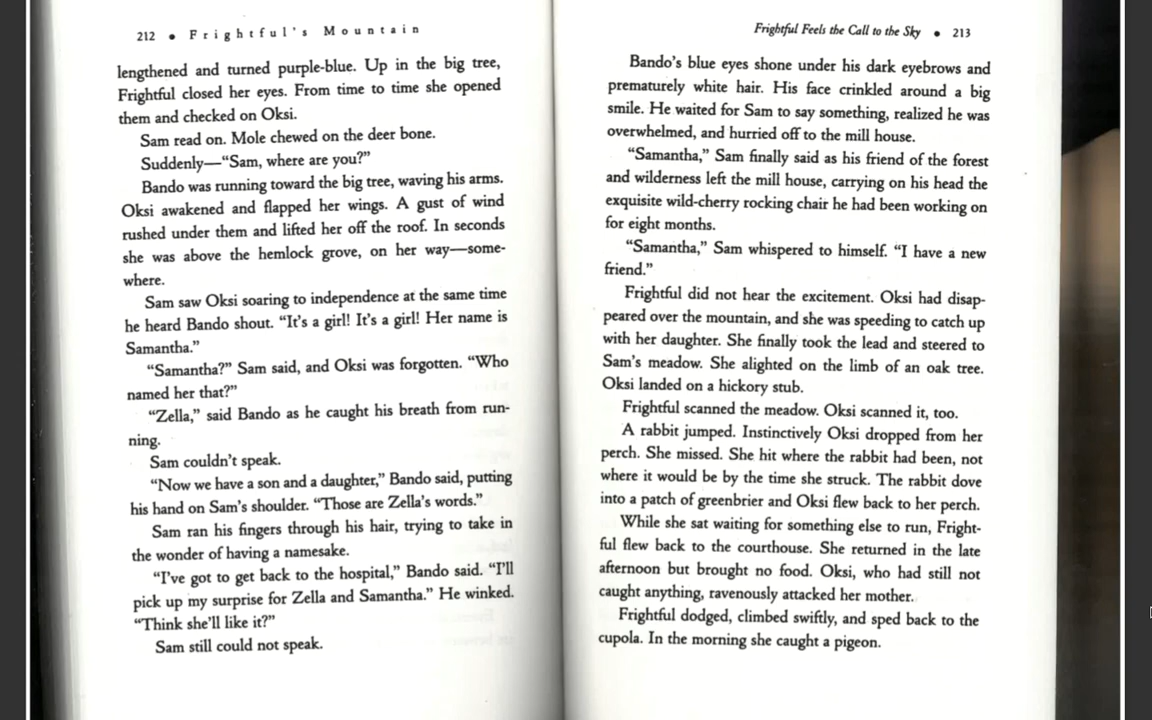 212 • Frightful's Mountain
lengthened and turned purple-blue. Up in the big tree,
Frightful closed her eyes. From time to time she opened
them and checked on Oksi.
Sam read on. Mole chewed on the deer bone.
Suddenly—“Sam, where are you?”
Bando was running toward the big tree, waving his arms.
Oksi awakened and flapped her wings. A gust of wind
rushed under them and lifted her off the roof. In seconds
she was above the hemlock grove, on her way—some-
where.
Sam saw Oksi soaring to independence at the same time
he heard Bando shout. “It’s a girl! It’s a girl! Her name is
Samantha.”
“Samantha?” Sam said, and Oksi was forgotten. “Who
named her that?”
“Zella,” said Bando as he caught his breath from run-
ning.
Sam couldn’t speak.
“Now we have a son and a daughter,” Bando said, putting
his hand on Sam’s shoulder. “Those are Zella’s words.”
Sam ran his fingers through his hair, trying to take in
the wonder of having a namesake.
“I’ve got to get back to the hospital,” Bando said. “I’ll
pick up my surprise for Zella and Samantha.” He winked.
“Think she’ll like it?”
Sam still could not speak.
Frightful Feels the Call to the Sky • 213
Bando’s blue eyes shone under his dark eyebrows and
prematurely white hair. His face crinkled around a big
smile. He waited for Sam to say something, realized he was
overwhelmed, and hurried off to the mill house.
“Samantha,” Sam finally said as his friend of the forest
and wilderness left the mill house, carrying on his head the
exquisite wild-cherry rocking chair he had been working on
for eight months.
“Samantha,” Sam whispered to himself. “I have a new
friend.”
Frightful did not hear the excitement. Oksi had disap-
peared over the mountain, and she was speeding to catch up
with her daughter. She finally took the lead and steered to
Sam’s meadow. She alighted on the limb of an oak tree.
Oksi landed on a hickory stub.
Frightful scanned the meadow. Oksi scanned it, too.
A rabbit jumped. Instinctively Oksi dropped from her
perch. She missed. She hit where the rabbit had been, not
where it would be by the time she struck. The rabbit dove
into a patch of greenbrier and Oksi flew back to her perch.
While she sat waiting for something else to run, Fright-
ful flew back to the courthouse. She returned in the late
afternoon but brought no food. Oksi, who had still not
caught anything, ravenously attacked her mother.
Frightful dodged, climbed swiftly, and sped back to the
cupola. In the morning she caught a pigeon.